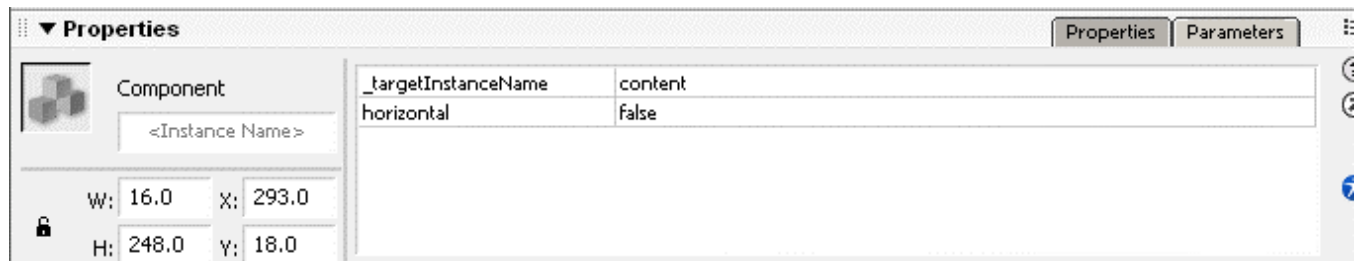 Properties
Properties Parameters
Component
<Instance Name>
_targetInstanceName content
horizontal false
W: 16.0 X: 293.0
H: 248.0 Y: 18.0